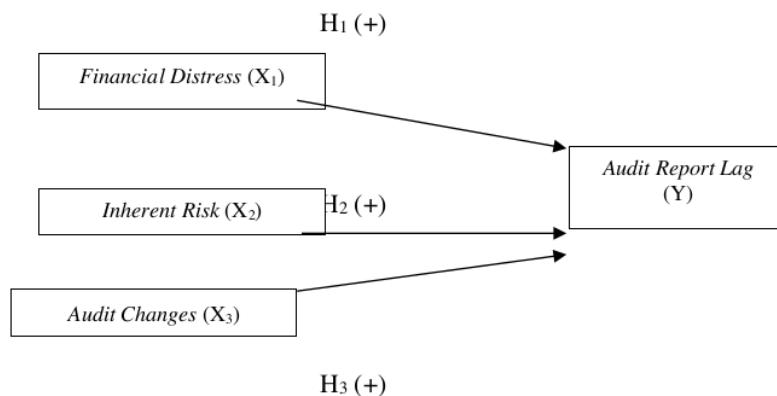 H₁ (+)
Financial Distress (X₁)
Audit Report Lag
(Y)
Inherent Risk (X₂)
H₂ (+)
Audit Changes (X₃)
H₃ (+)